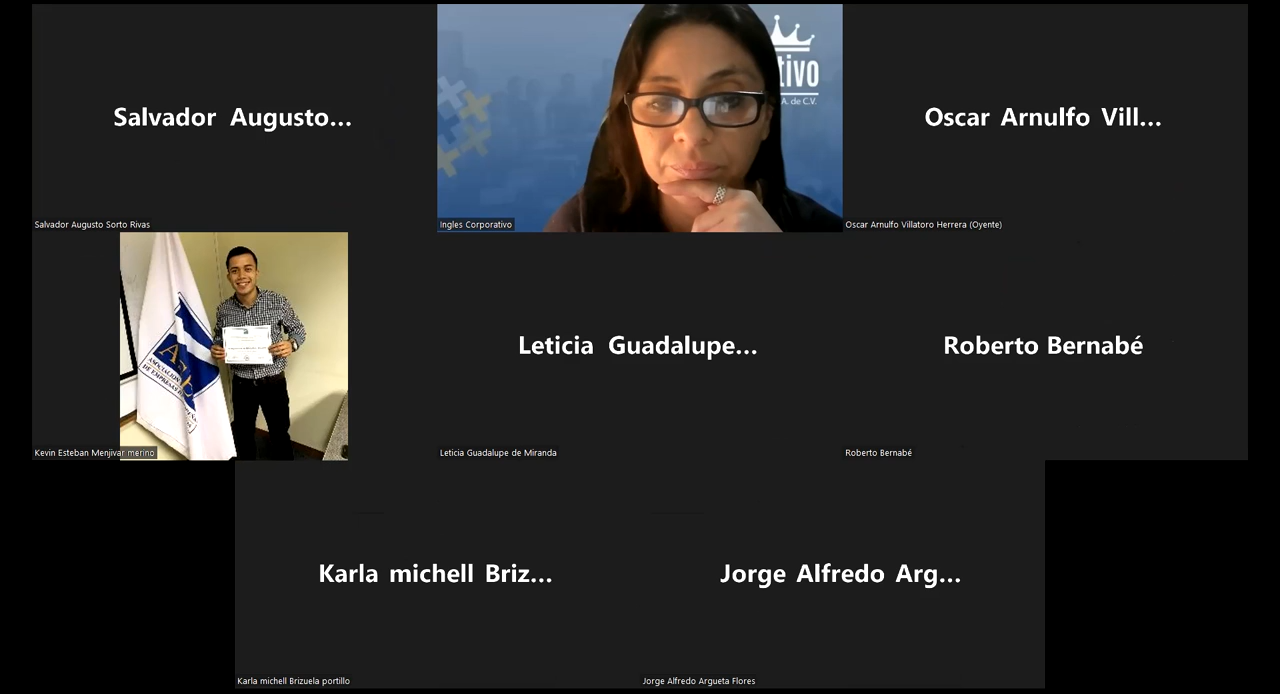 Salvador Augusto...
tivo
A. de C.V.
Oscar Arnulfo Vill...
Salvador Augusto Sorto Rivas
Ingles Corporativo
Oscar Arnulfo Villatoro Herrera (Oyente)
Leticia Guadalupe...
Roberto Bernabé
Kevin Esteban Menjivar merino
Leticia Guadalupe de Miranda
Roberto Bernabé
Karla michell Briz...
Jorge Alfredo Arg...
Karla michell Brizuela portillo
Jorge Alfredo Argueta Flores